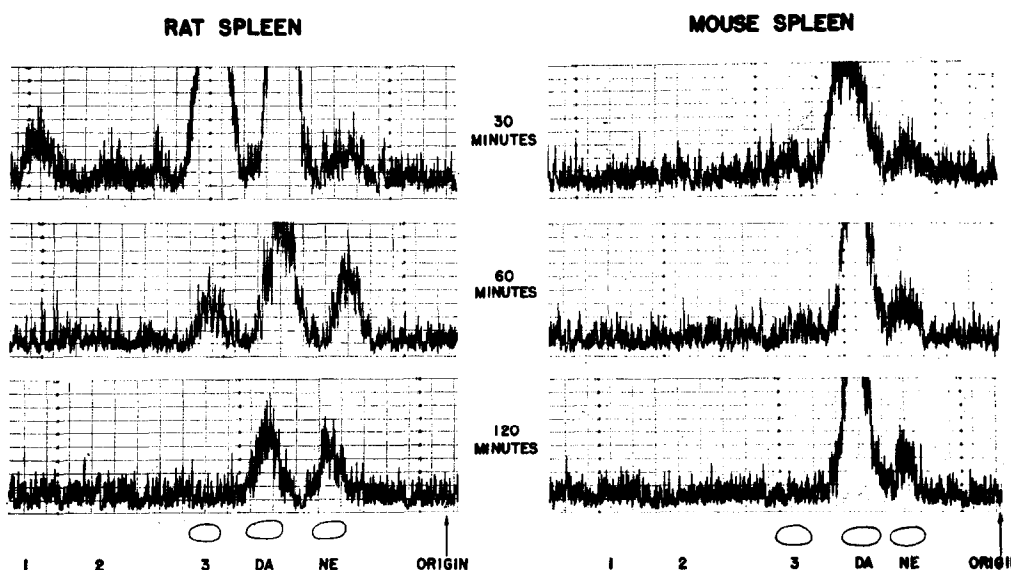 RAT SPLEEN
MOUSE SPLEEN
30
MINUTES
60
MINUTES
120
MINUTES
1 2 3 DA NE ORIGIN
1 2 3 DA NE ORIGI